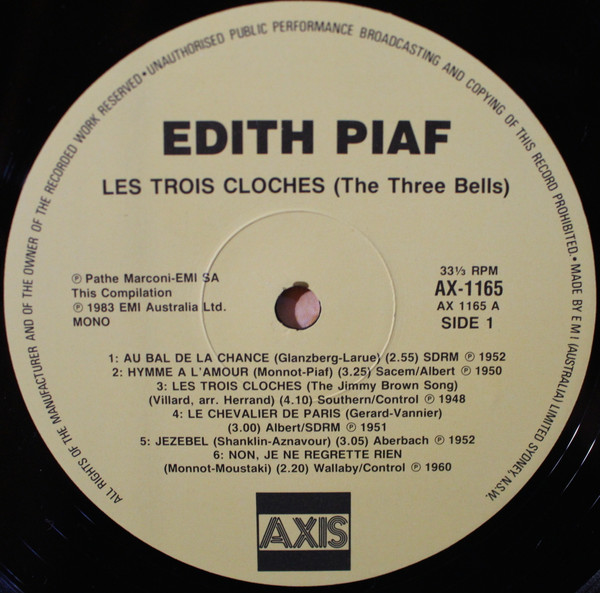 ALL RIGHTS OF THE MANUFACTURER AND OF THE OWNER OF THE RECORDED WORK RESERVED • UNAUTHORISED PUBLIC PERFORMANCE BROADCASTING AND COPYING OF THIS RECORD PROHIBITED. • MADE BY E M I (AUSTRALIA) LIMITED SYDNEY, N.S.W.
EDITH PIAF
LES TROIS CLOCHES (The Three Bells)
℗ Pathe Marconi-EMI SA
This Compilation
℗ 1983 EMI Australia Ltd.
MONO
33⅓ RPM
AX-1165
AX 1165 A
SIDE 1
1: AU BAL DE LA CHANCE (Glanzberg-Larue) (2.55) SDRM ℗ 1952
2: HYMME A L'AMOUR (Monnot-Piaf) (3.25) Sacem/Albert ℗ 1950
3: LES TROIS CLOCHES (The Jimmy Brown Song)
(Villard, arr. Herrand) (4.10) Southern/Control ℗ 1948
4: LE CHEVALIER DE PARIS (Gerard-Vannier)
(3.00) Albert/SDRM ℗ 1951
5: JEZEBEL (Shanklin-Aznavour) (3.05) Aberbach ℗ 1952
6: NON, JE NE REGRETTE RIEN
(Monnot-Moustaki) (2.20) Wallaby/Control ℗ 1960
AXIS